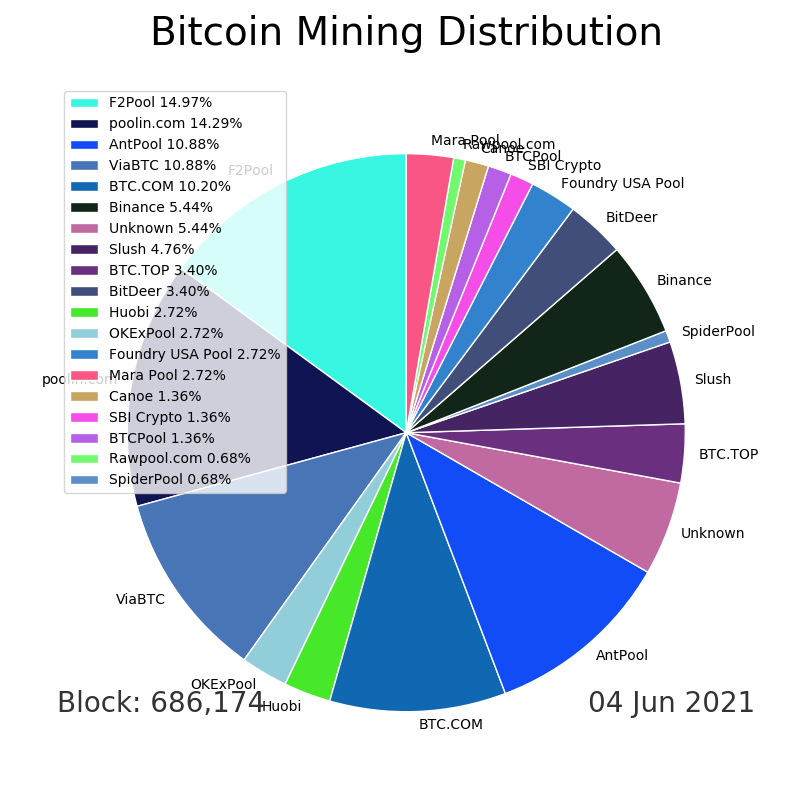 Bitcoin Mining Distribution
F2Pool 14.97%
poolin.com 14.29%
AntPool 10.88%
ViaBTC 10.88%
BTC.COM 10.20%
Binance 5.44%
Unknown 5.44%
Slush 4.76%
BTC.TOP 3.40%
BitDeer 3.40%
Huobi 2.72%
OKExPool 2.72%
Foundry USA Pool 2.72%
Mara Pool 2.72%
Canoe 1.36%
SBI Crypto 1.36%
BTCPool 1.36%
Rawpool.com 0.68%
SpiderPool 0.68%
F2Pool
poolin.com
ViaBTC
OKExPool
Huobi
BTC.COM
AntPool
Unknown
BTC.TOP
Slush
SpiderPool
Binance
BitDeer
Foundry USA Pool
SBI Crypto
BTCPool
Canoe
Rawpool.com
Mara Pool
Block: 686,174
04 Jun 2021